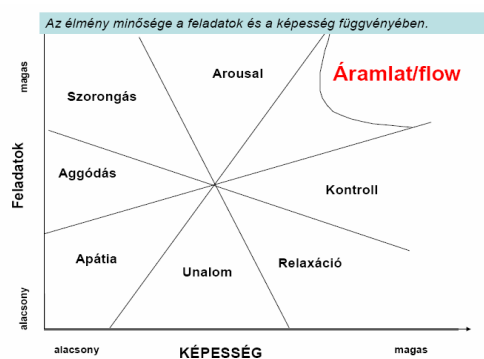 Az élmény minősége a feladatok és a képesség függvényében.
magas
Arousal
Áramlat/flow
Szorongás
Feladatok
Aggódás
Kontroll
Apátia
Unalom
Relaxáció
alacsony
alacsony
KÉPESSÉG
magas